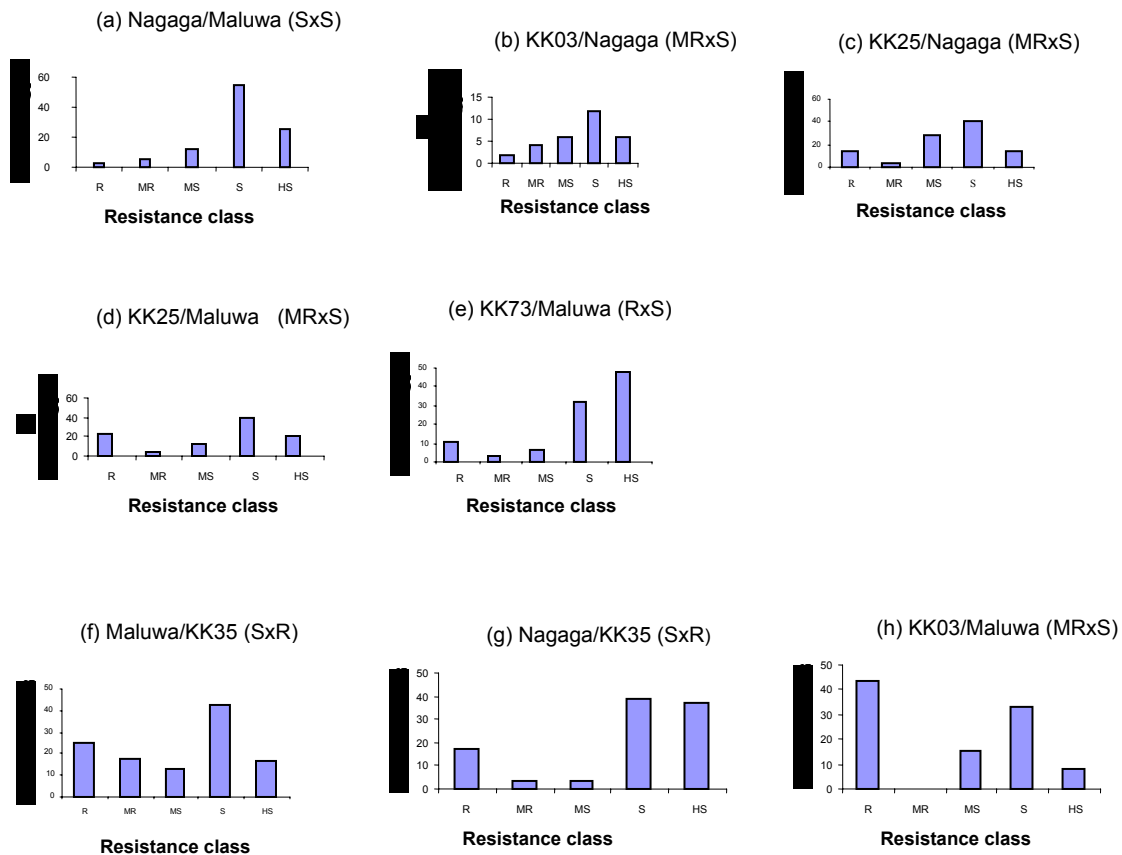 (a) Nagaga/Maluwa (SxS)
60
40
20
0
R MR MS S HS
Resistance class
(b) KK03/Nagaga (MRxS)
15
10
5
0
R MR MS S HS
Resistance class
(c) KK25/Nagaga (MRxS)
60
40
20
0
R MR MS S HS
Resistance class
(d) KK25/Maluwa (MRxS)
60
40
20
0
R MR MS S HS
Resistance class
(e) KK73/Maluwa (RxS)
50
40
30
20
10
0
R MR MS S HS
Resistance class
(f) Maluwa/KK35 (SxR)
50
40
30
20
10
0
R MR MS S HS
Resistance class
(g) Nagaga/KK35 (SxR)
50
40
30
20
10
0
R MR MS S HS
Resistance class
(h) KK03/Maluwa (MRxS)
50
40
30
20
10
0
R MR MS S HS
Resistance class